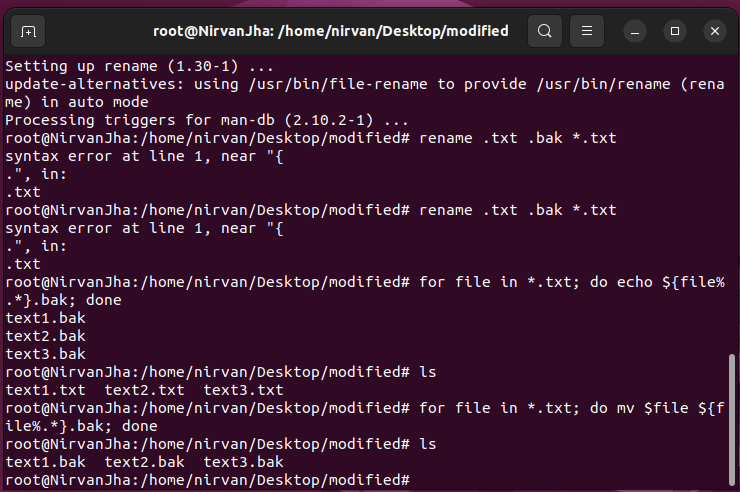 root@NirvanJha: /home/nirvan/Desktop/modified
Setting up rename (1.30-1) ...
update-alternatives: using /usr/bin/file-rename to provide /usr/bin/rename (rena
me) in auto mode
Processing triggers for man-db (2.10.2-1) ...
root@NirvanJha:/home/nirvan/Desktop/modified# rename .txt .bak *.txt
syntax error at line 1, near "{
.", in:
.txt
root@NirvanJha:/home/nirvan/Desktop/modified# rename .txt .bak *.txt
syntax error at line 1, near "{
.", in:
.txt
root@NirvanJha:/home/nirvan/Desktop/modified# for file in *.txt; do echo ${file%
.*}.bak; done
text1.bak
text2.bak
text3.bak
root@NirvanJha:/home/nirvan/Desktop/modified# ls
text1.txt  text2.txt  text3.txt
root@NirvanJha:/home/nirvan/Desktop/modified# for file in *.txt; do mv $file ${f
ile%.*}.bak; done
root@NirvanJha:/home/nirvan/Desktop/modified# ls
text1.bak  text2.bak  text3.bak
root@NirvanJha:/home/nirvan/Desktop/modified#